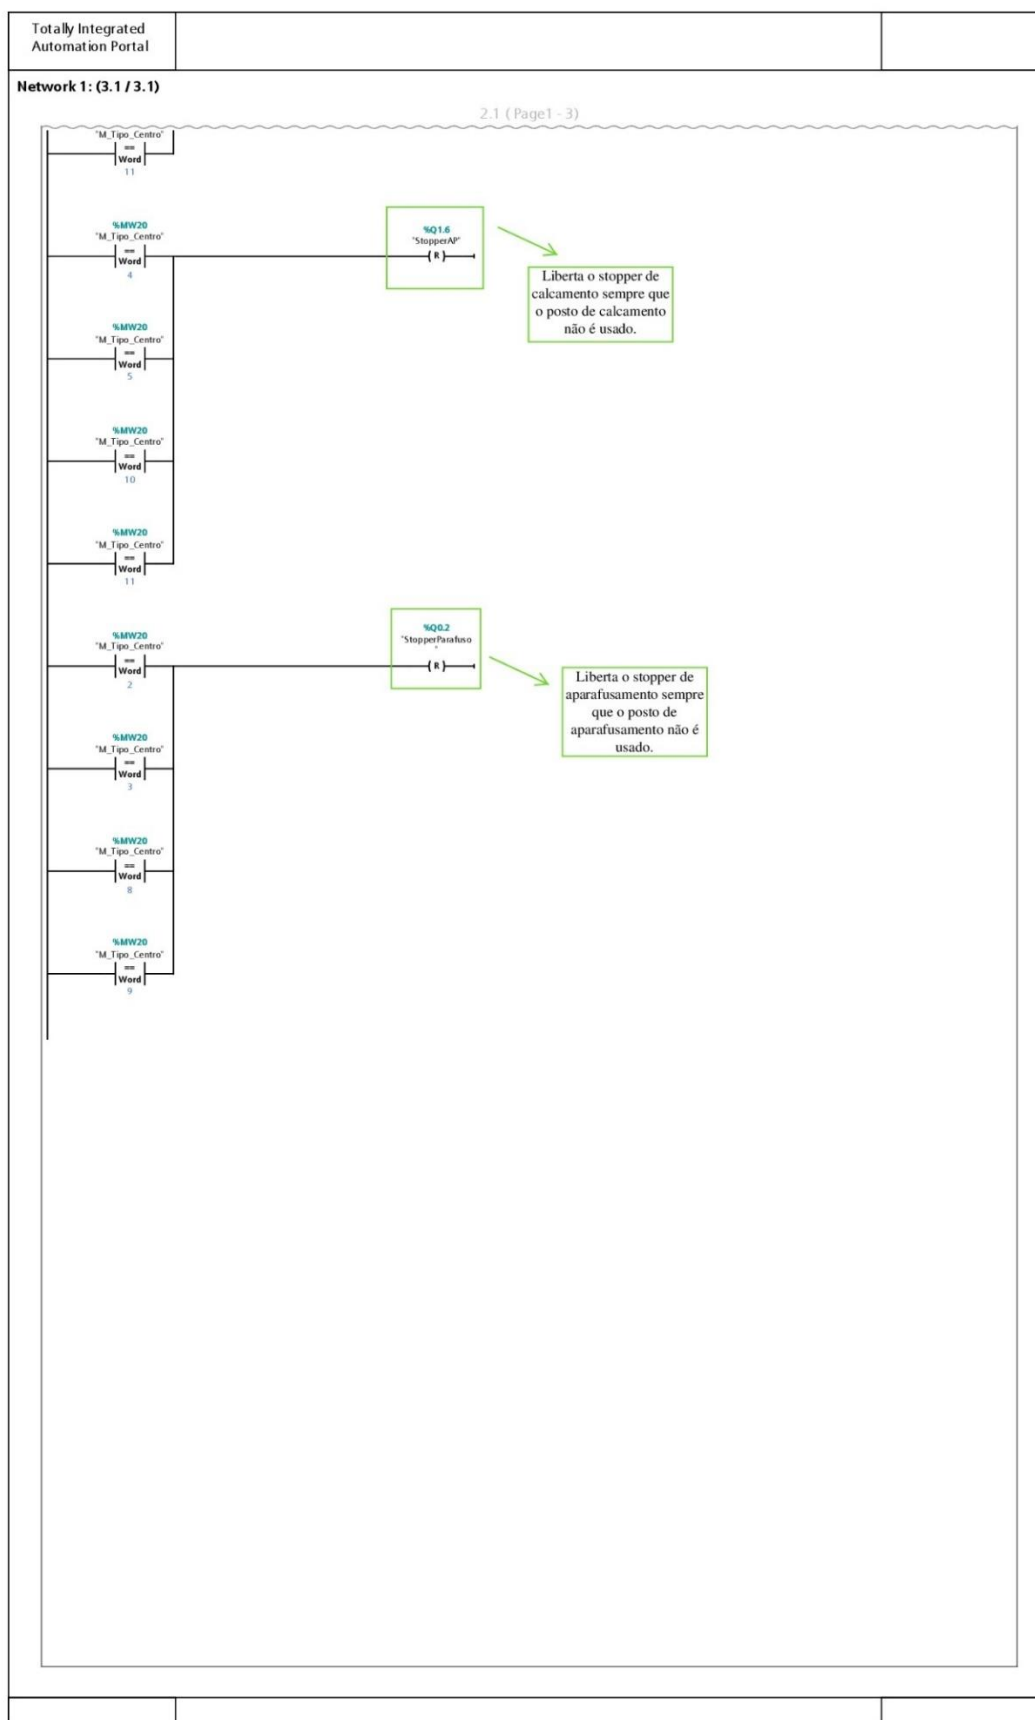 Totally Integrated
Automation Portal
Network 1: (3.1 / 3.1)
2.1 ( Page1 - 3)
"M_Tipo_Centro"
==
Word
11
%MW20
"M_Tipo_Centro"
==
Word
4
%Q1.6
"StopperAP"
( R )
Liberta o stopper de
calcamento sempre que
o posto de calcamento
não é usado.
%MW20
"M_Tipo_Centro"
==
Word
5
%MW20
"M_Tipo_Centro"
==
Word
10
%MW20
"M_Tipo_Centro"
==
Word
11
%MW20
"M_Tipo_Centro"
==
Word
2
%Q0.2
"StopperParafuso
"
( R )
Liberta o stopper de
aparafusamento sempre
que o posto de
aparafusamento não é
usado.
%MW20
"M_Tipo_Centro"
==
Word
3
%MW20
"M_Tipo_Centro"
==
Word
8
%MW20
"M_Tipo_Centro"
==
Word
9